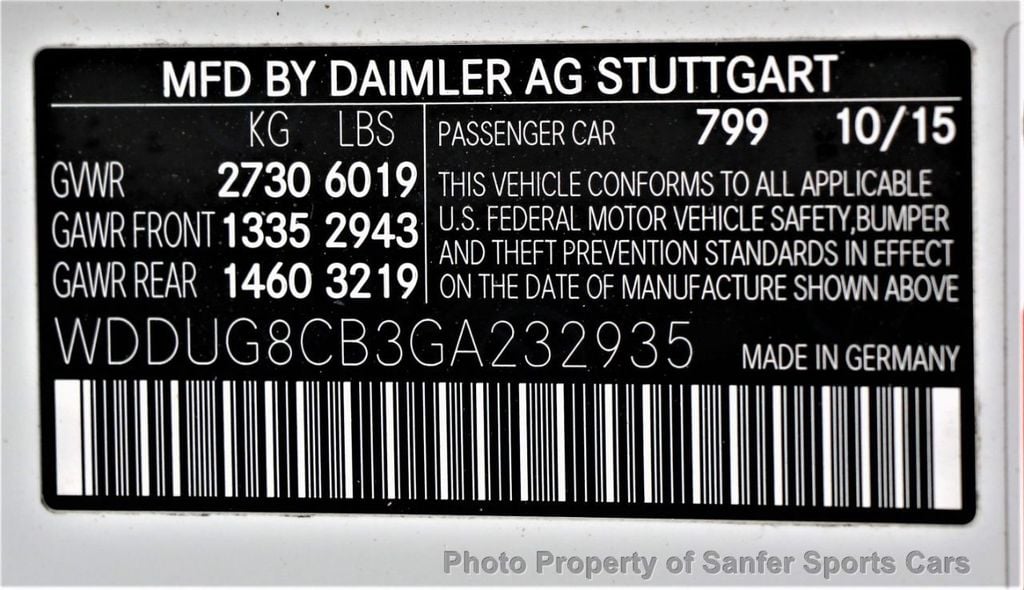 MFD BY DAIMLER AG STUTTGART
KG LBS
GVWR 2730 6019
GAWR FRONT 1335 2943
GAWR REAR 1460 3219
PASSENGER CAR 799 10/15
THIS VEHICLE CONFORMS TO ALL APPLICABLE
U.S. FEDERAL MOTOR VEHICLE SAFETY,BUMPER
AND THEFT PREVENTION STANDARDS IN EFFECT
ON THE DATE OF MANUFACTURE SHOWN ABOVE
WDDUG8CB3GA232935 MADE IN GERMANY
Photo Property of Sanfer Sports Cars